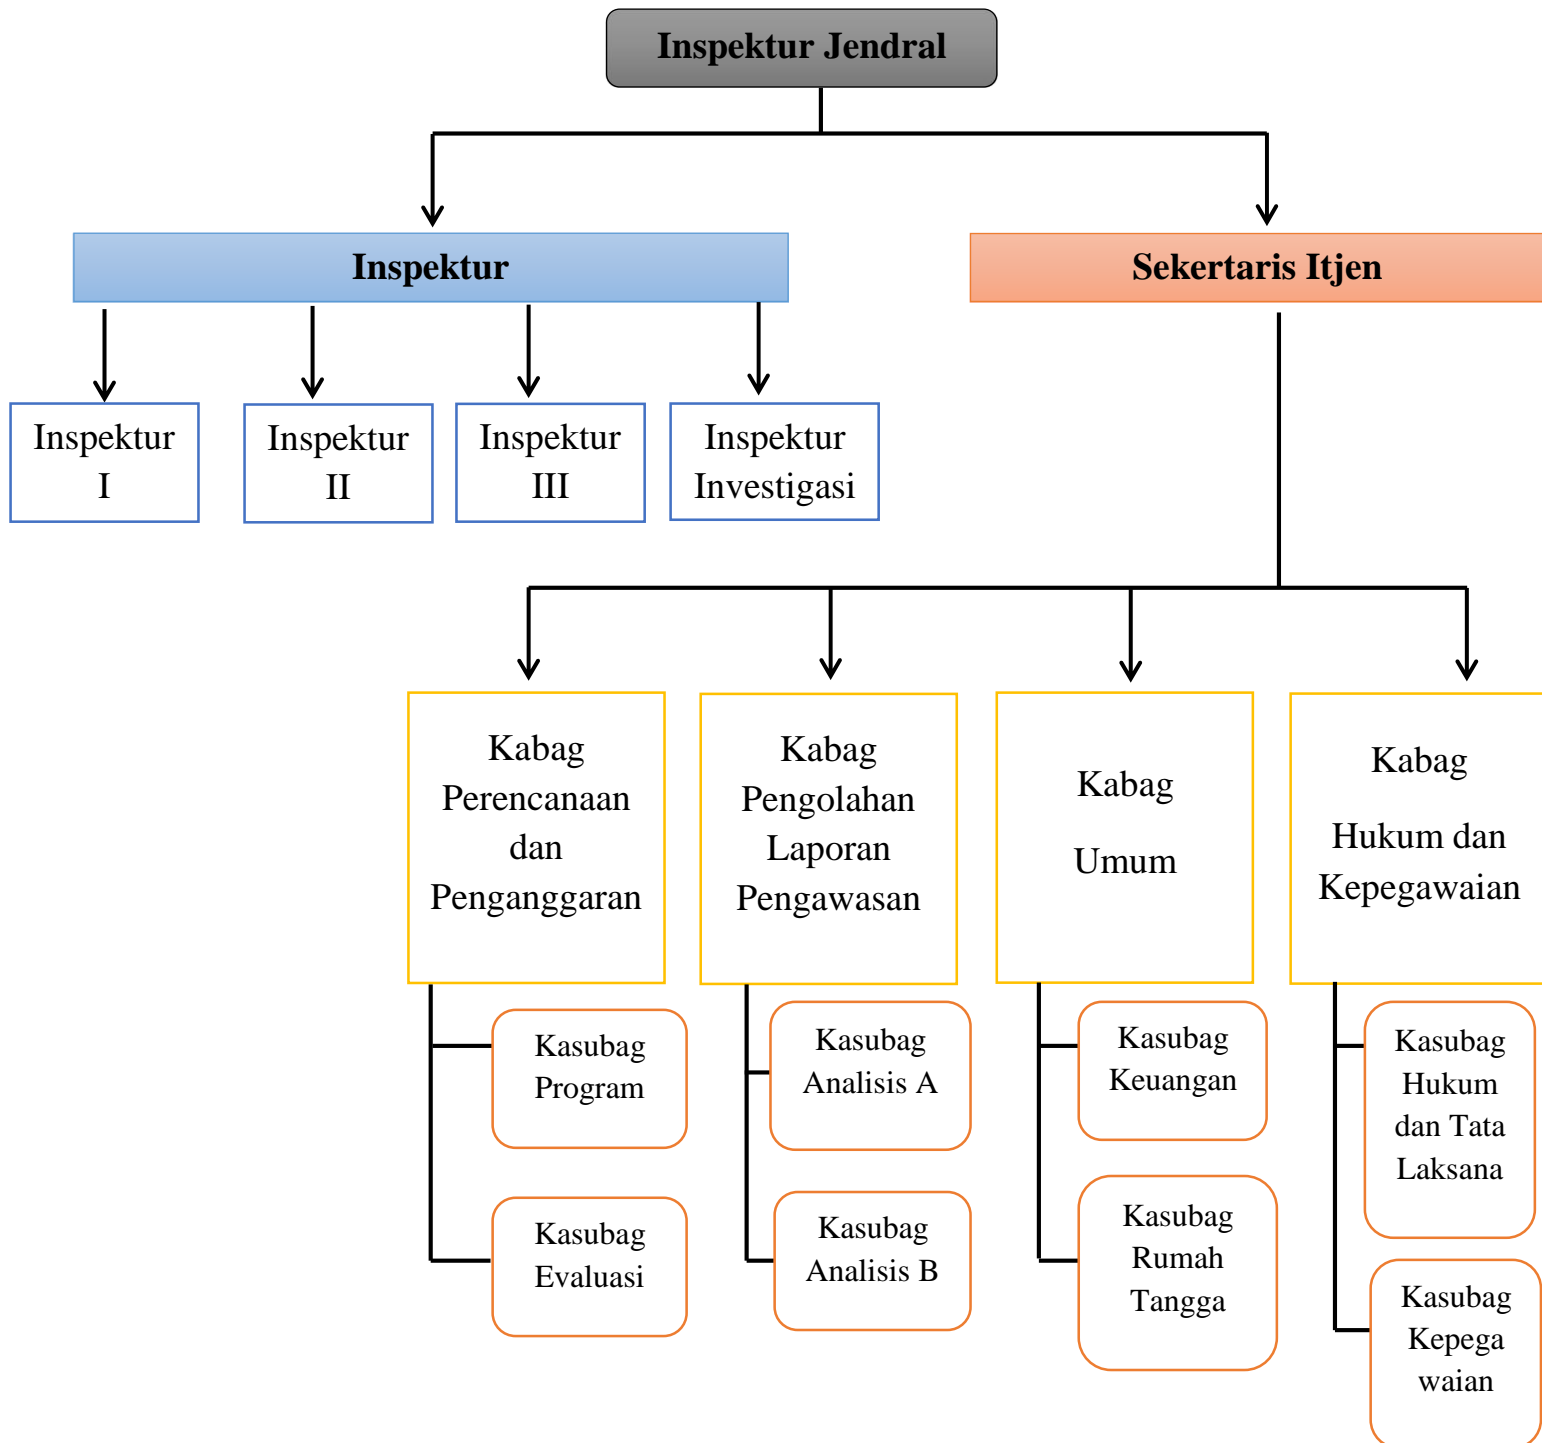 Inspektur Jendral
Inspektur
Sekertaris Itjen
Inspektur
I
Inspektur
II
Inspektur
III
Inspektur
Investigasi
Kabag
Perencanaan
dan
Penganggaran
Kabag
Pengolahan
Laporan
Pengawasan
Kabag
Umum
Kabag
Hukum dan
Kepegawaian
Kasubag
Program
Kasubag
Evaluasi
Kasubag
Analisis A
Kasubag
Analisis B
Kasubag
Keuangan
Kasubag
Rumah
Tangga
Kasubag
Hukum
dan Tata
Laksana
Kasubag
Kepega
waian